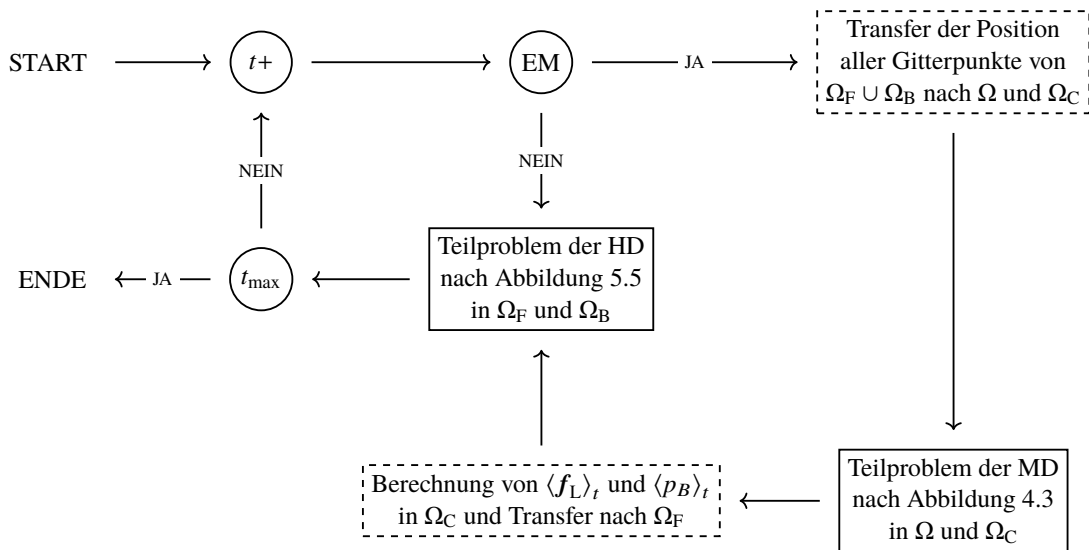 START
t+
EM
JA
Transfer der Position
aller Gitterpunkte von
Ω_F ∪ Ω_B nach Ω und Ω_C
NEIN
NEIN
Teilproblem der HD
nach Abbildung 5.5
in Ω_F und Ω_B
t_max
JA
ENDE
Teilproblem der MD
nach Abbildung 4.3
in Ω und Ω_C
Berechnung von ⟨f_L⟩_t und ⟨p_B⟩_t
in Ω_C und Transfer nach Ω_F